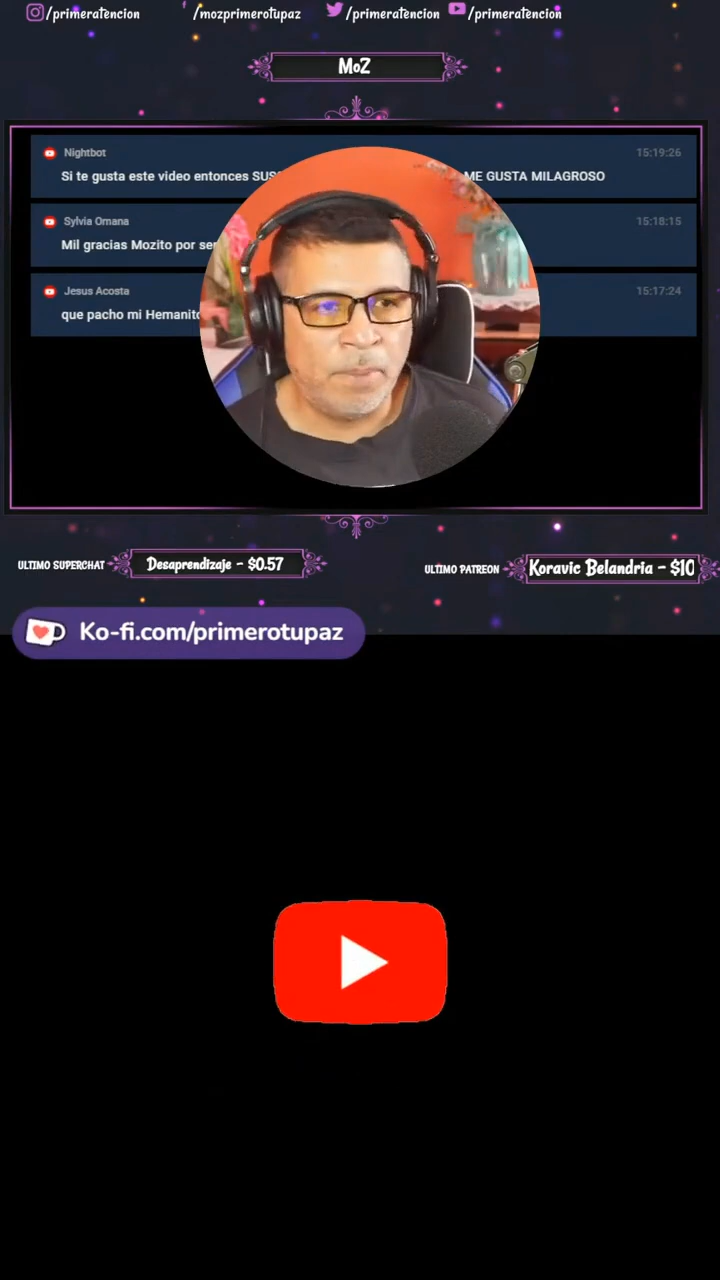 /primeratencion /mozprimerotupaz /primeratencion /primeratencion
MoZ
Nightbot 15:19:26
Si te gusta este video entonces ME GUSTA MILAGROSO
Sylvia Omana 15:18:15
Mil gracias Mozito por
Jesus Acosta 15:17:24
que pacho mi Hemanito
ULTIMO SUPERCHAT Desaprendizaje - $0.57
ULTIMO PATREON Koravic Belandria - $10
Ko-fi.com/primerotupaz